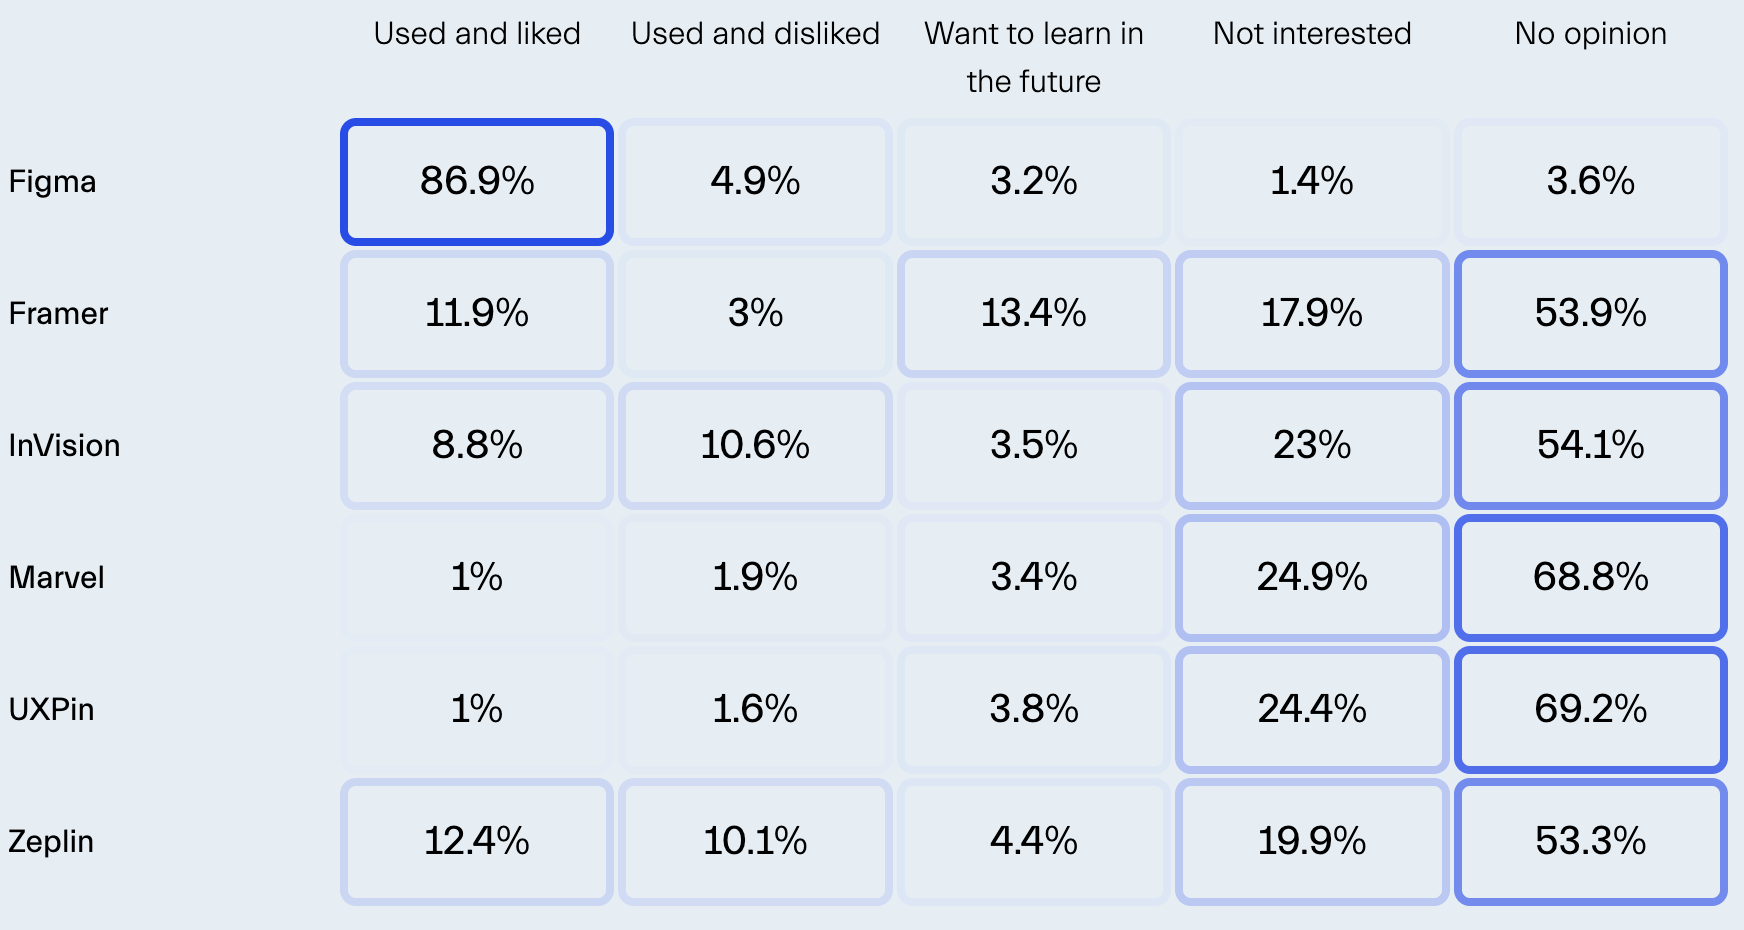 Used and liked Used and disliked Want to learn in Not interested No opinion
the future
Figma 86.9% 4.9% 3.2% 1.4% 3.6%
Framer 11.9% 3% 13.4% 17.9% 53.9%
InVision 8.8% 10.6% 3.5% 23% 54.1%
Marvel 1% 1.9% 3.4% 24.9% 68.8%
UXPin 1% 1.6% 3.8% 24.4% 69.2%
Zeplin 12.4% 10.1% 4.4% 19.9% 53.3%